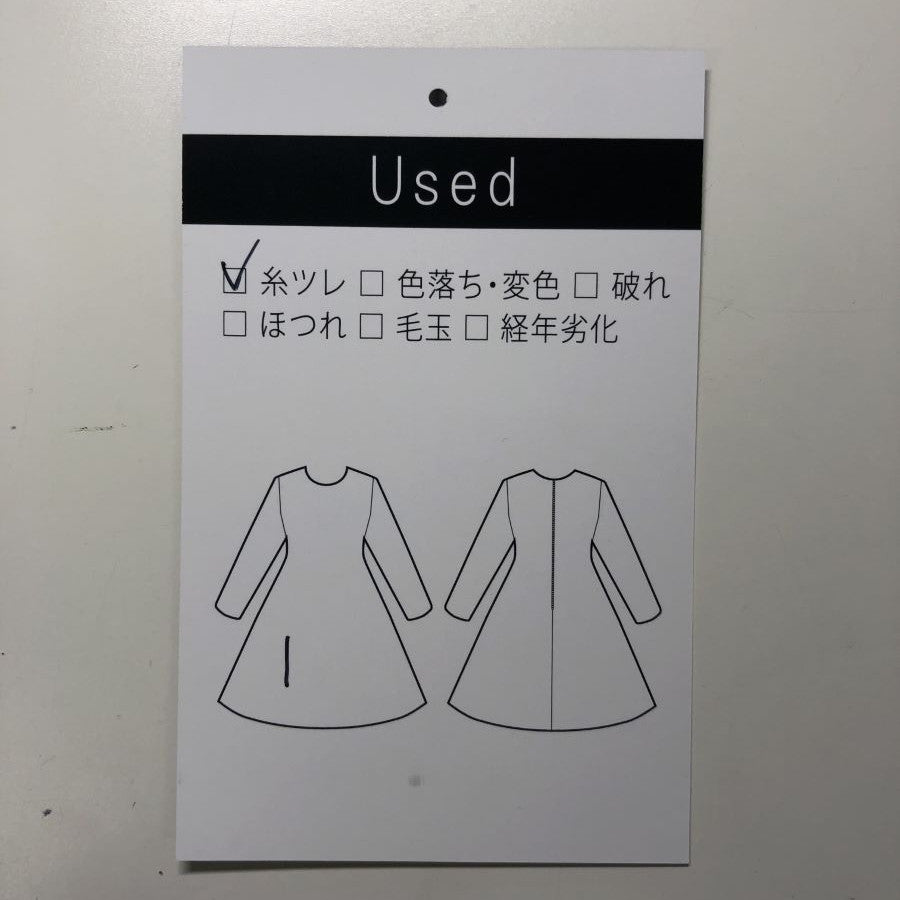 Used
☑ 糸ツレ □ 色落ち・変色 □ 破れ
□ ほつれ □ 毛玉 □ 経年劣化